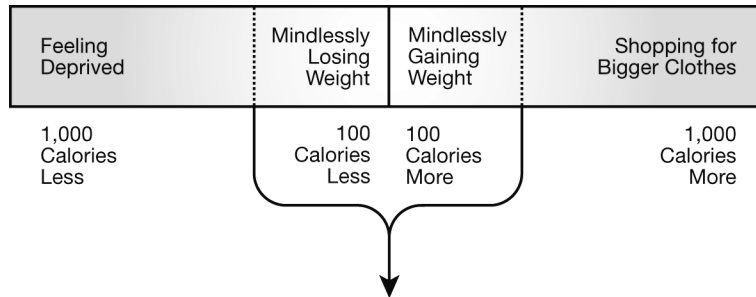 Feeling
Deprived
Mindlessly
Losing
Weight
Mindlessly
Gaining
Weight
Shopping for
Bigger Clothes
1,000
Calories
Less
100
Calories
Less
100
Calories
More
1,000
Calories
More